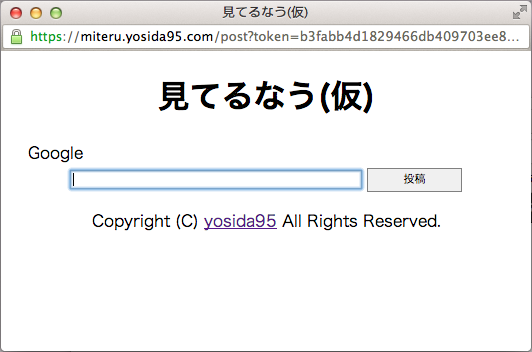 見てるなう(仮)
https://miteru.yosida95.com/post?token=b3fabb4d1829466db409703ee8...
見てるなう(仮)
Google
投稿
Copyright (C) yosida95 All Rights Reserved.